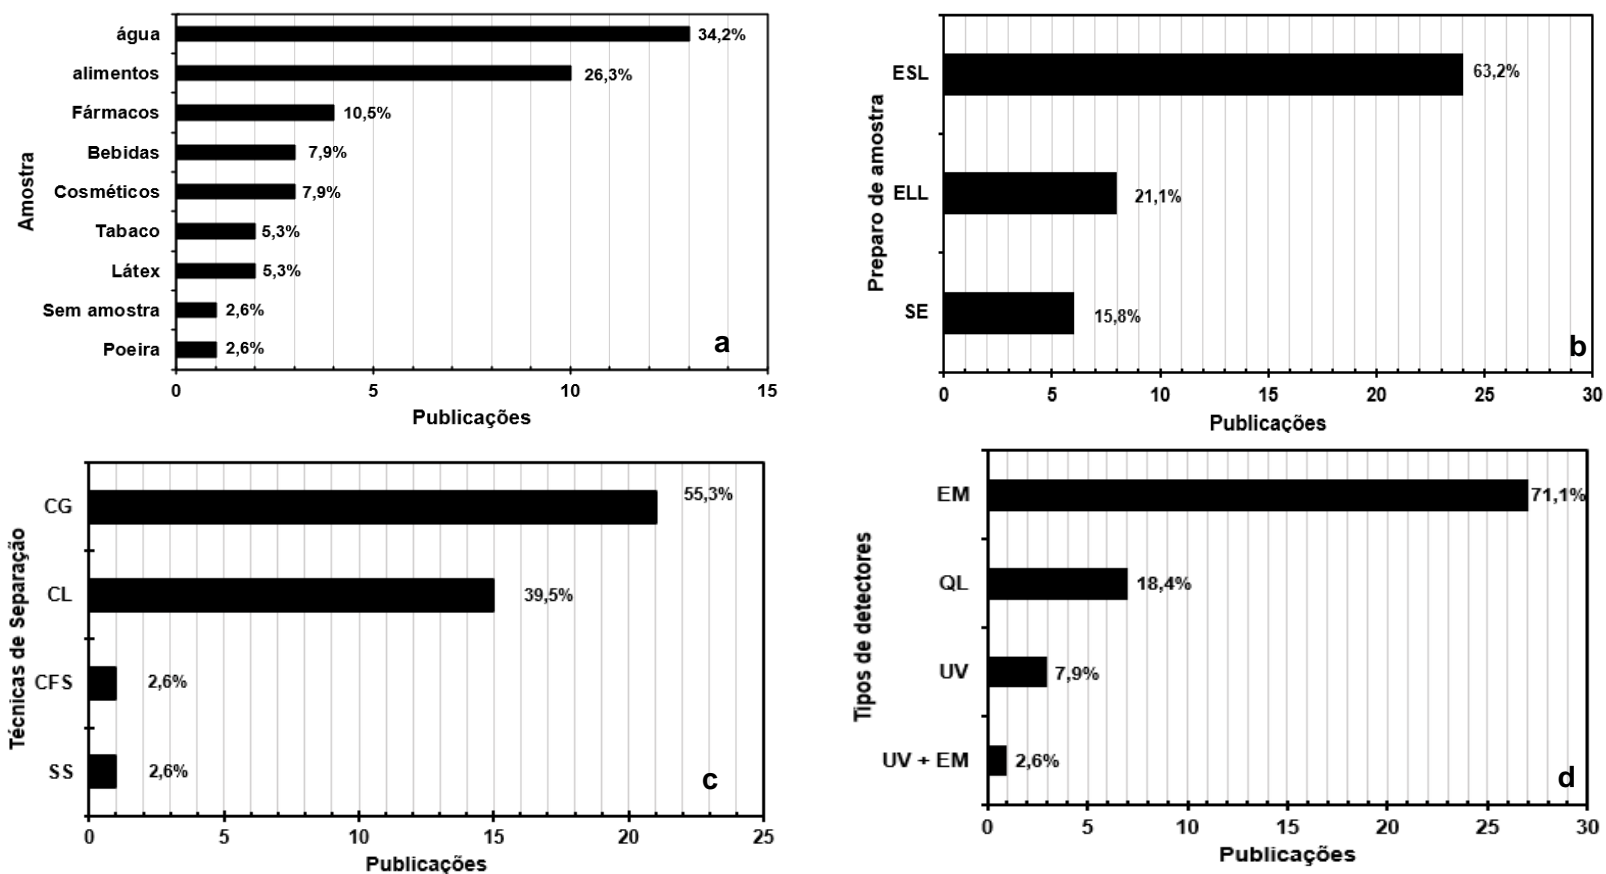 água
34,2%
alimentos
26,3%
Fármacos
10,5%
Bebidas
7,9%
Cosméticos
7,9%
Tabaco
5,3%
Látex
5,3%
Sem amostra
2,6%
Poeira
2,6%
a
Amostra
0 5 10 15
Publicações
ESL
63,2%
ELL
21,1%
SE
15,8%
b
Preparo de amostra
0 5 10 15 20 25 30
Publicações
CG
55,3%
CL
39,5%
CFS
2,6%
SS
2,6%
c
Técnicas de Separação
0 5 10 15 20 25
Publicações
EM
71,1%
QL
18,4%
UV
7,9%
UV + EM
2,6%
d
Tipos de detectores
0 5 10 15 20 25 30
Publicações